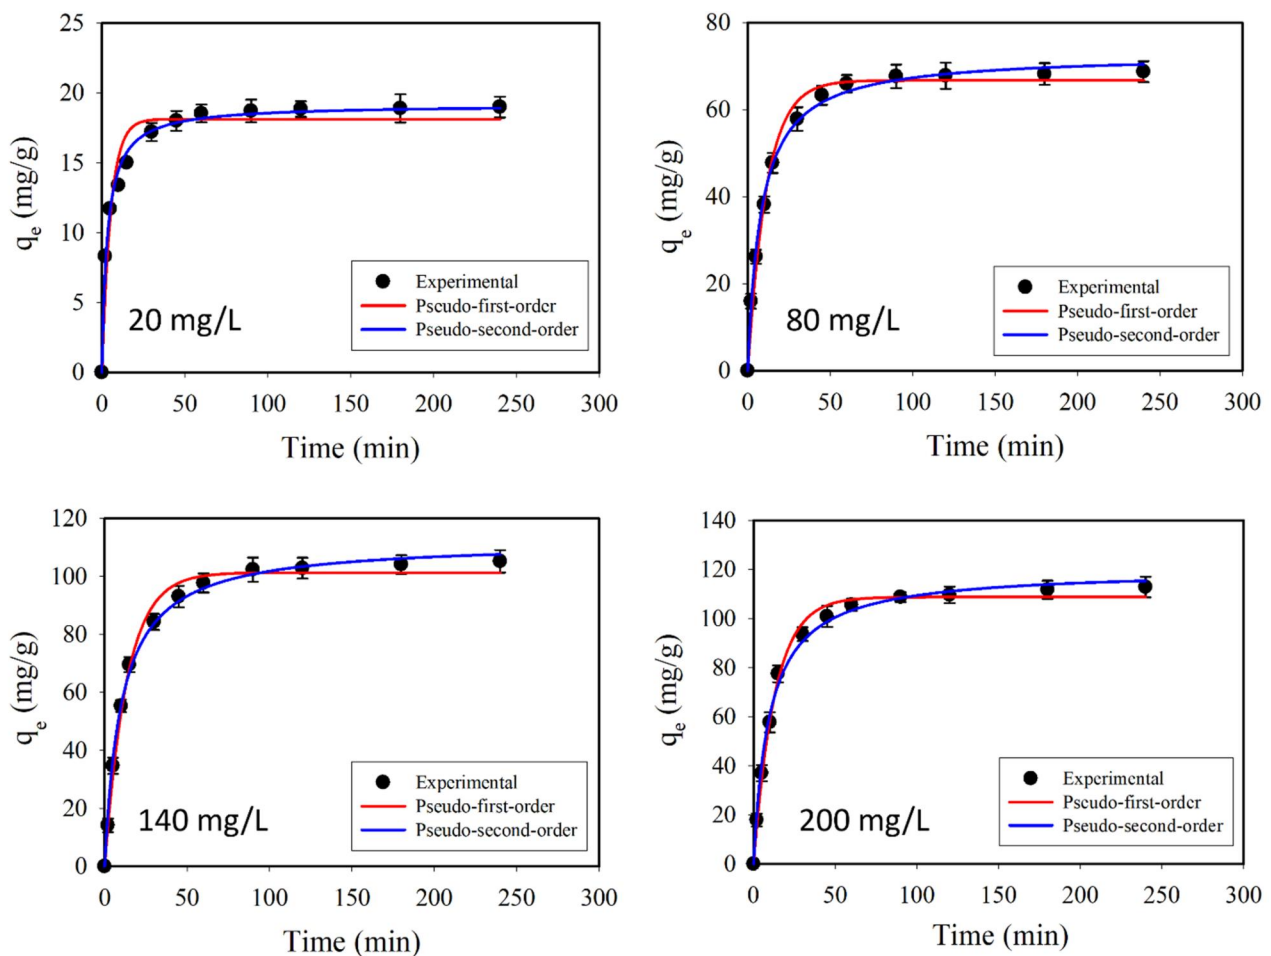 25
20
15
10
5
0
q_e (mg/g)
Experimental
Pseudo-first-order
Pseudo-second-order
20 mg/L
0 50 100 150 200 250 300
Time (min)
80
60
40
20
0
q_e (mg/g)
Experimental
Pseudo-first-order
Pseudo-second-order
80 mg/L
0 50 100 150 200 250 300
Time (min)
120
100
80
60
40
20
0
q_e (mg/g)
Experimental
Pseudo-first-order
Pseudo-second-order
140 mg/L
0 50 100 150 200 250 300
Time (min)
140
120
100
80
60
40
20
0
q_e (mg/g)
Experimental
Pseudo-first-order
Pseudo-second-order
200 mg/L
0 50 100 150 200 250 300
Time (min)